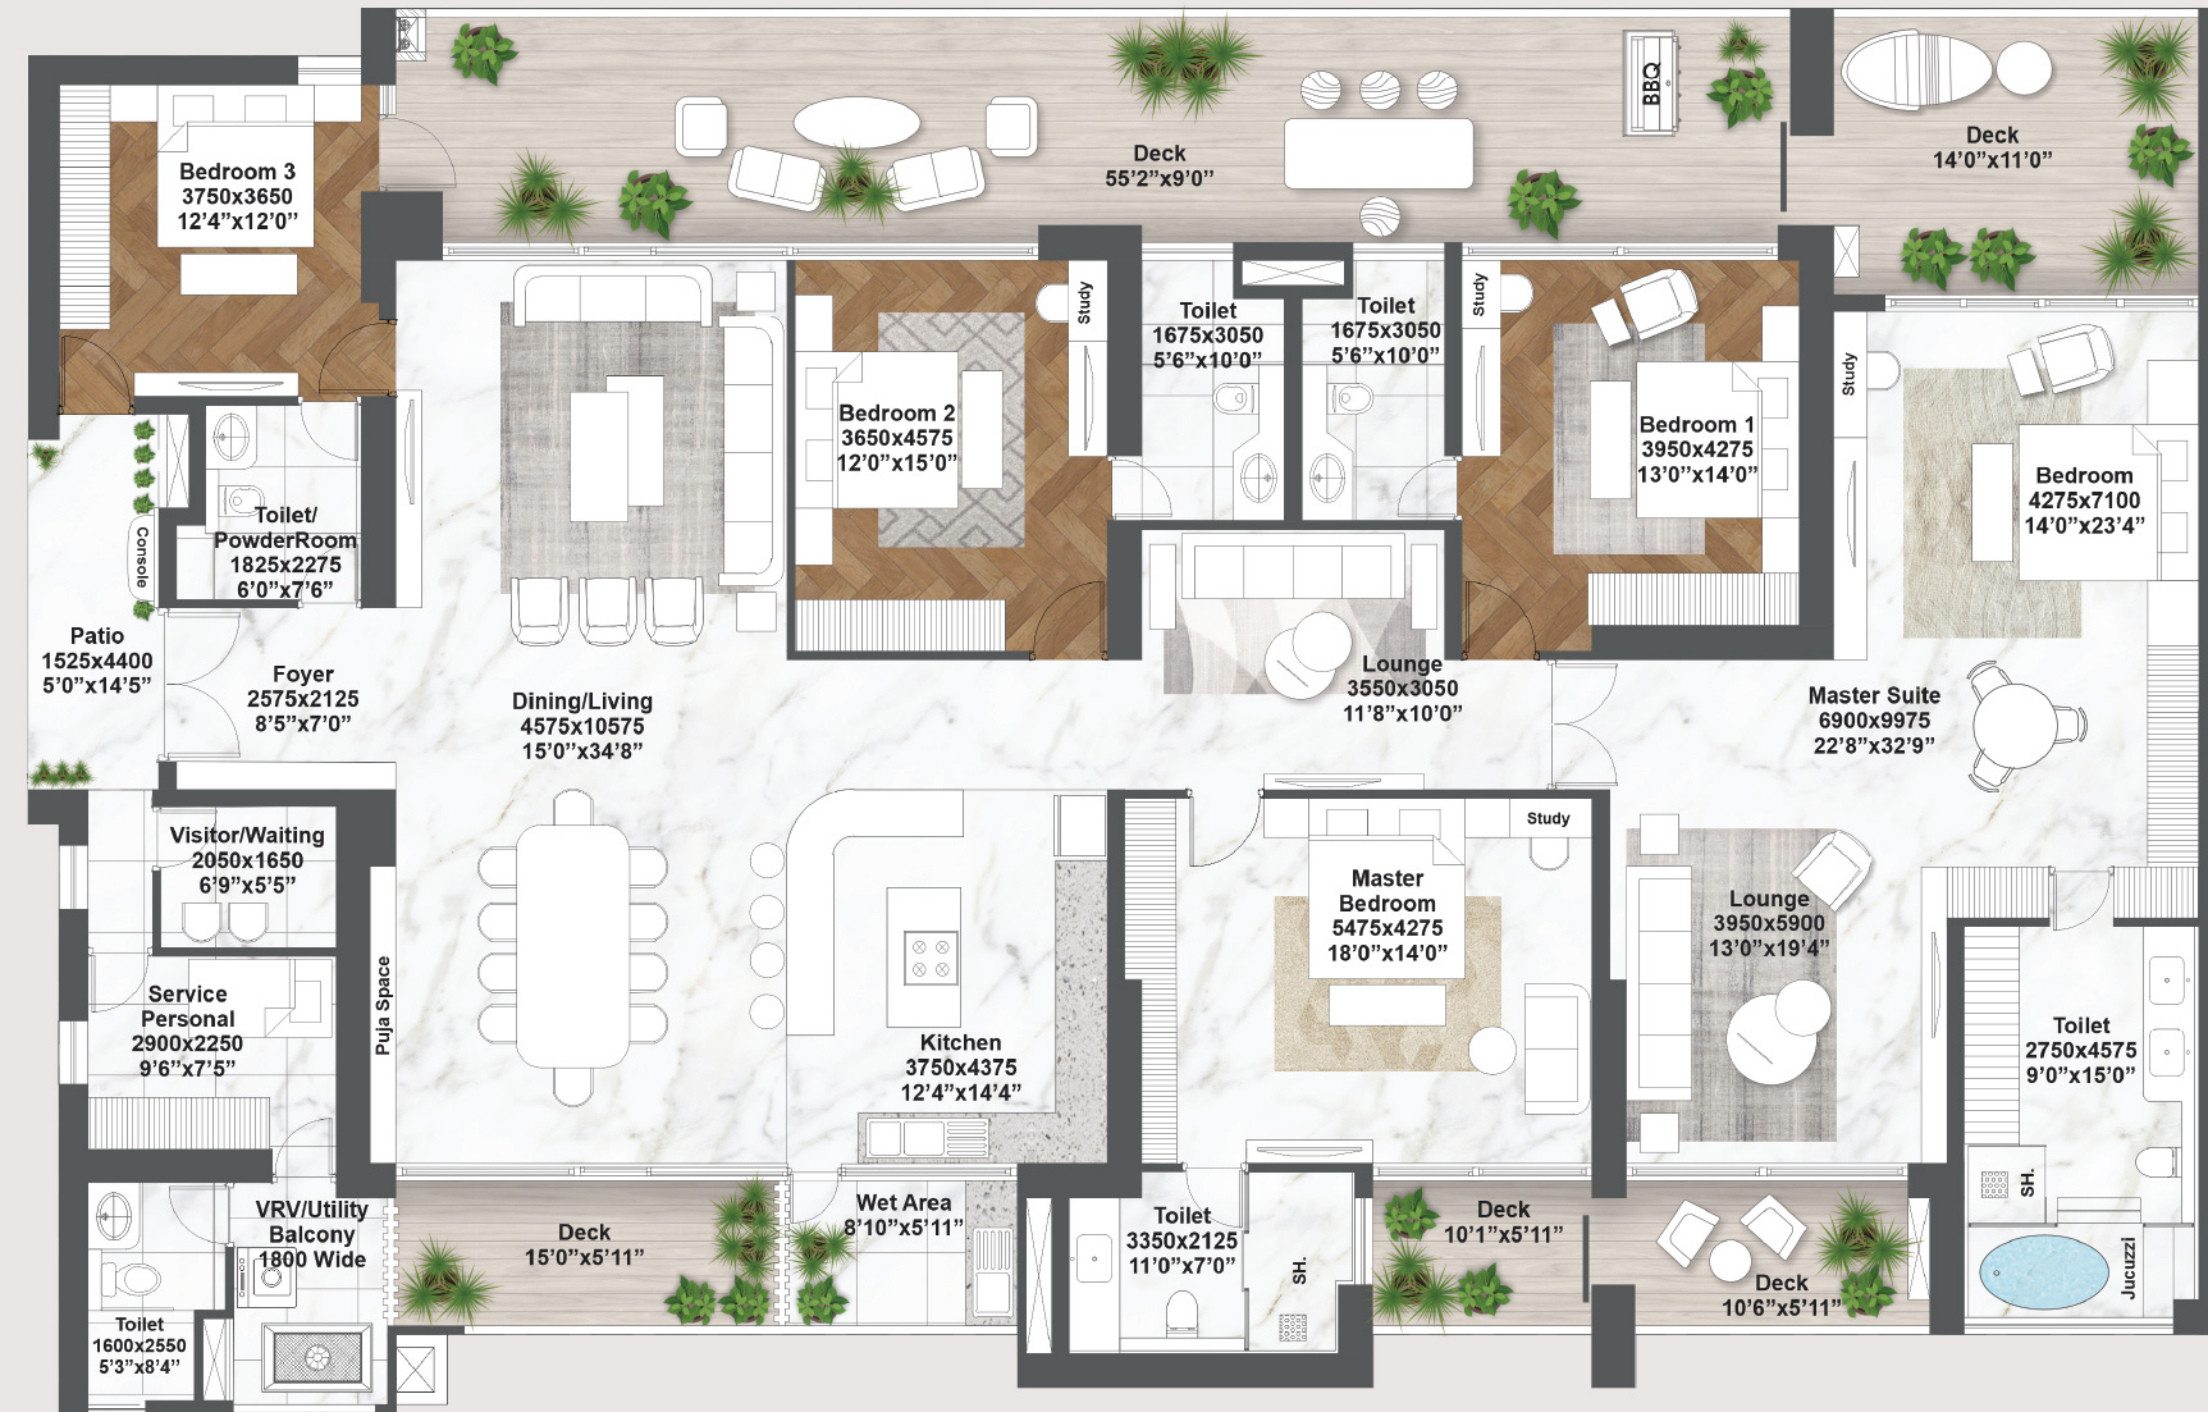 BBQ
Deck
14’0”x11’0”
Deck
55’2”x9’0”
Bedroom 3
3750x3650
12’4”x12’0”
Study
Toilet
1675x3050
5’6”x10’0”
Toilet
1675x3050
5’6”x10’0”
Study
Study
Bedroom 2
3650x4575
12’0”x15’0”
Bedroom 1
3950x4275
13’0”x14’0”
Bedroom
4275x7100
14’0”x23’4”
Console
Toilet/
PowderRoom
1825x2275
6’0”x7’6”
Patio
1525x4400
5’0”x14’5”
Foyer
2575x2125
8’5”x7’0”
Dining/Living
4575x10575
15’0”x34’8”
Lounge
3550x3050
11’8”x10’0”
Master Suite
6900x9975
22’8”x32’9”
Visitor/Waiting
2050x1650
6’9”x5’5”
Study
Master
Bedroom
5475x4275
18’0”x14’0”
Lounge
3950x5900
13’0”x19’4”
Service
Personal
2900x2250
9’6”x7’5”
Puja Space
Kitchen
3750x4375
12’4”x14’4”
Toilet
2750x4575
9’0”x15’0”
SH.
VRV/Utility
Balcony
1800 Wide
Deck
15’0”x5’11”
Wet Area
8’10”x5’11”
Toilet
3350x2125
11’0”x7’0”
SH.
Deck
10’1”x5’11”
Deck
10’6”x5’11”
Jucuzzi
Toilet
1600x2550
5’3”x8’4”